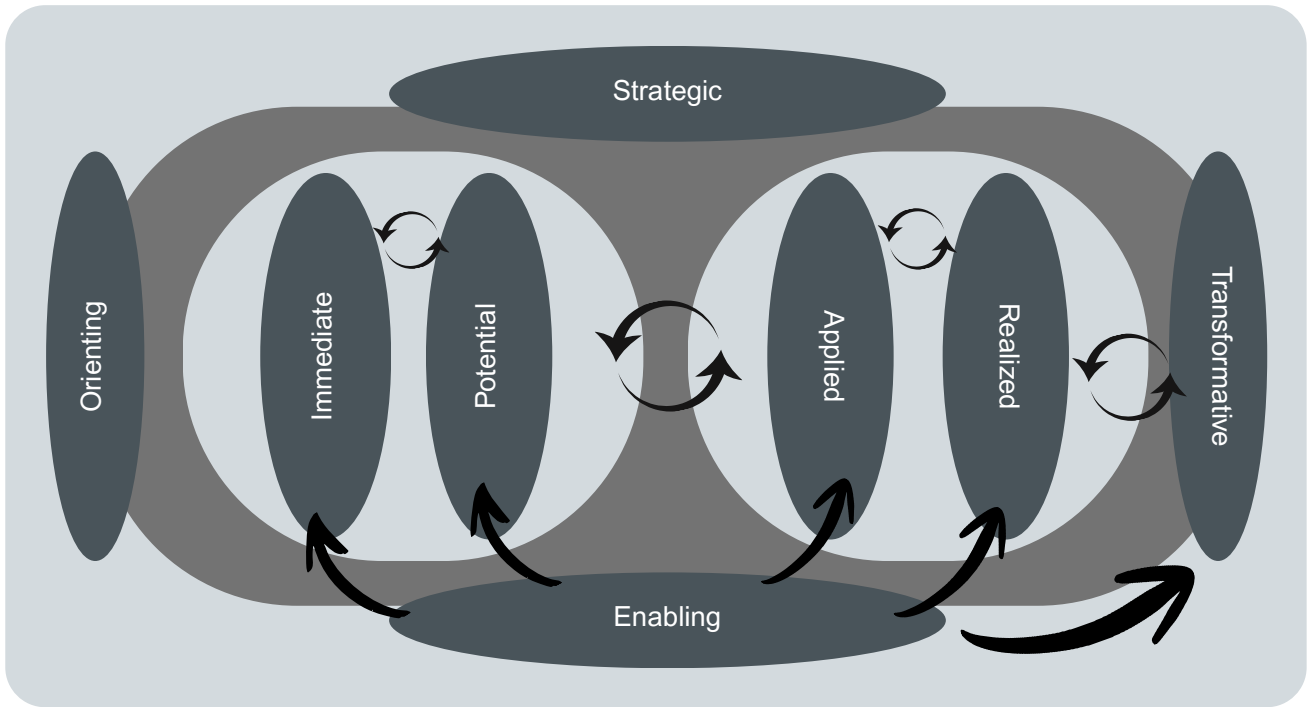 Strategic
Orienting
Immediate
Potential
Applied
Realized
Transformative
Enabling